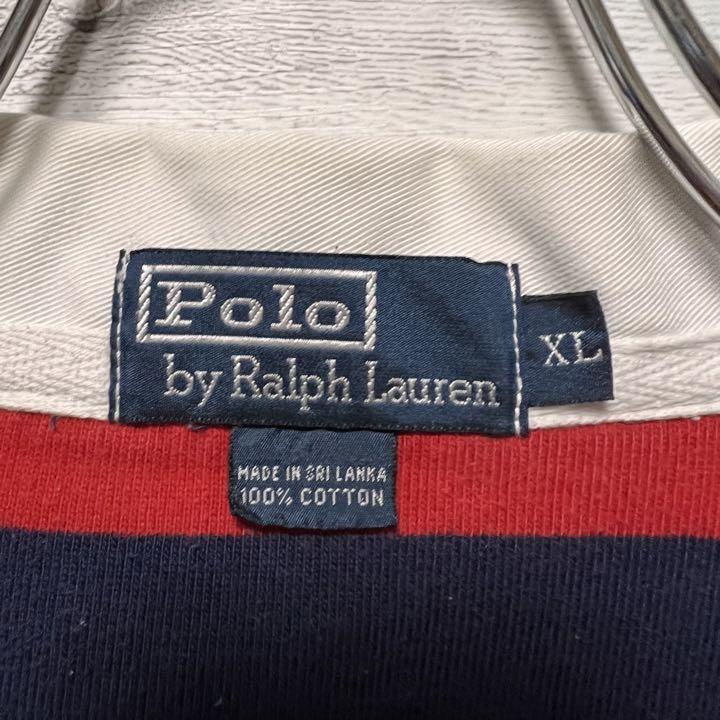 Polo
by Ralph Lauren
XL
MADE IN SRI LANKA
100% COTTON